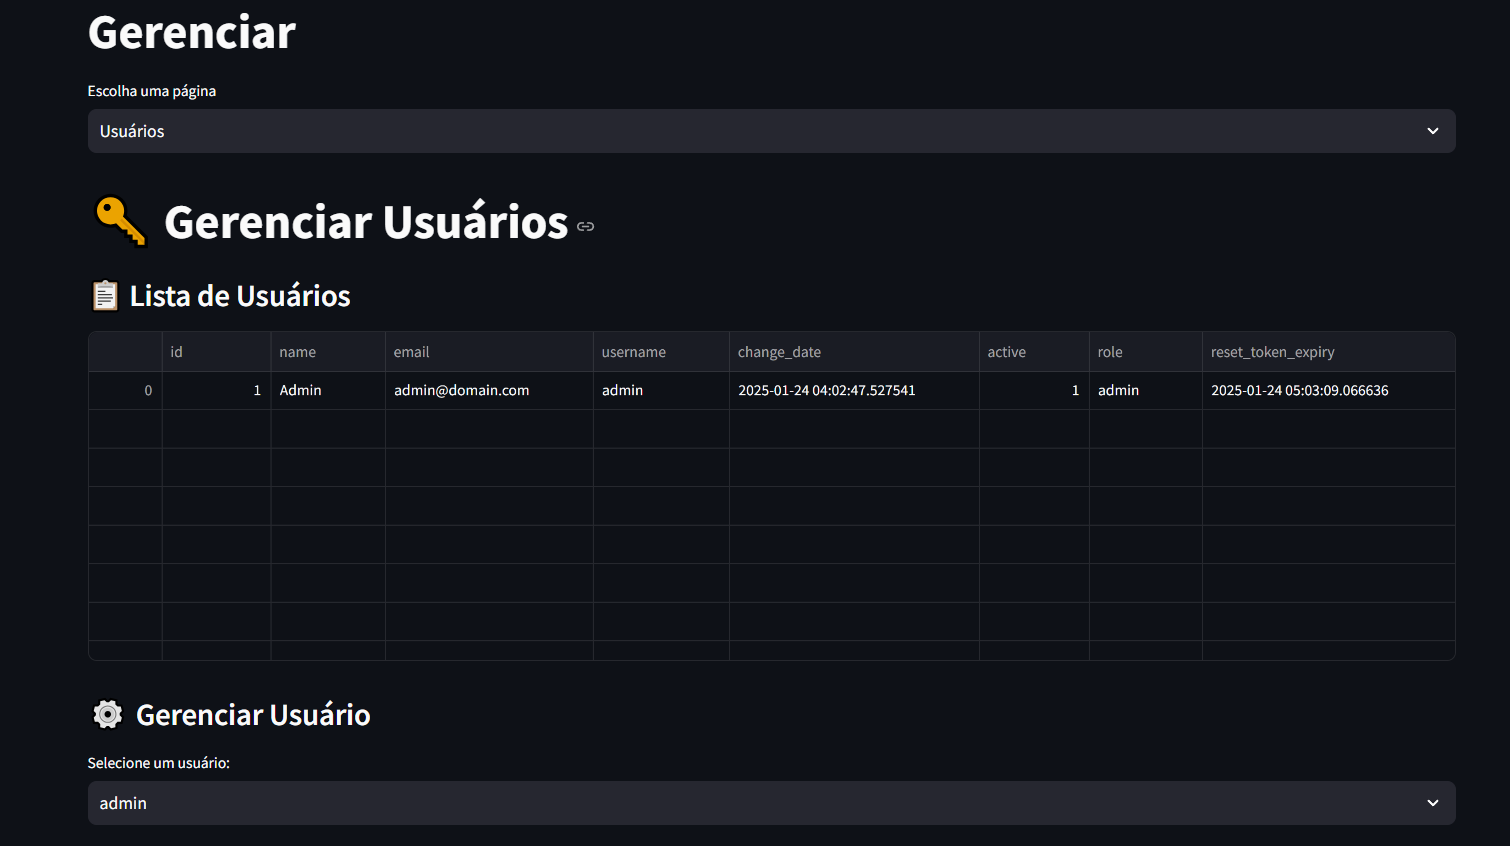 Gerenciar
Escolha uma página
Usuários
Gerenciar Usuários
Lista de Usuários
id name email username change_date active role reset_token_expiry
0 1 Admin admin@domain.com admin 2025-01-24 04:02:47.527541 1 admin 2025-01-24 05:03:09.066636
Gerenciar Usuário
Selecione um usuário:
admin